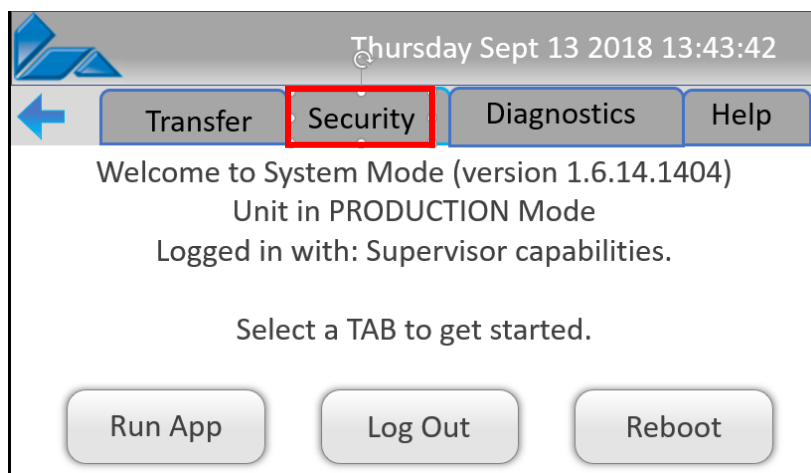 Thursday Sept 13 2018 13:43:42
Transfer Security Diagnostics Help
Welcome to System Mode (version 1.6.14.1404)
Unit in PRODUCTION Mode
Logged in with: Supervisor capabilities.
Select a TAB to get started.
Run App Log Out Reboot